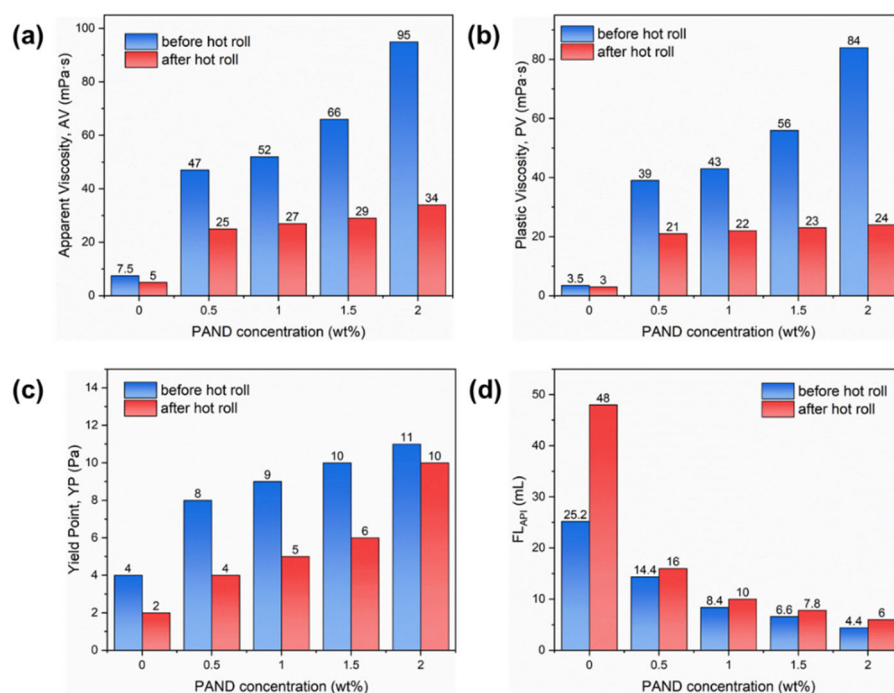 (a)
before hot roll
after hot roll
Apparent Viscosity, AV (mPa·s)
100
80
60
40
20
0
7.5
5
47
25
52
27
66
29
95
34
0 0.5 1 1.5 2
PAND concentration (wt%)
(b)
before hot roll
after hot roll
Plastic Viscosity, PV (mPa·s)
80
60
40
20
0
3.5
3
39
21
43
22
56
23
84
24
0 0.5 1 1.5 2
PAND concentration (wt%)
(c)
before hot roll
after hot roll
Yield Point, YP (Pa)
14
12
10
8
6
4
2
0
4
2
8
4
9
5
10
6
11
10
0 0.5 1 1.5 2
PAND concentration (wt%)
(d)
before hot roll
after hot roll
FLAPI (mL)
50
40
30
20
10
0
25.2
48
14.4
16
8.4
10
6.6
7.8
4.4
6
0 0.5 1 1.5 2
PAND concentration (wt%)